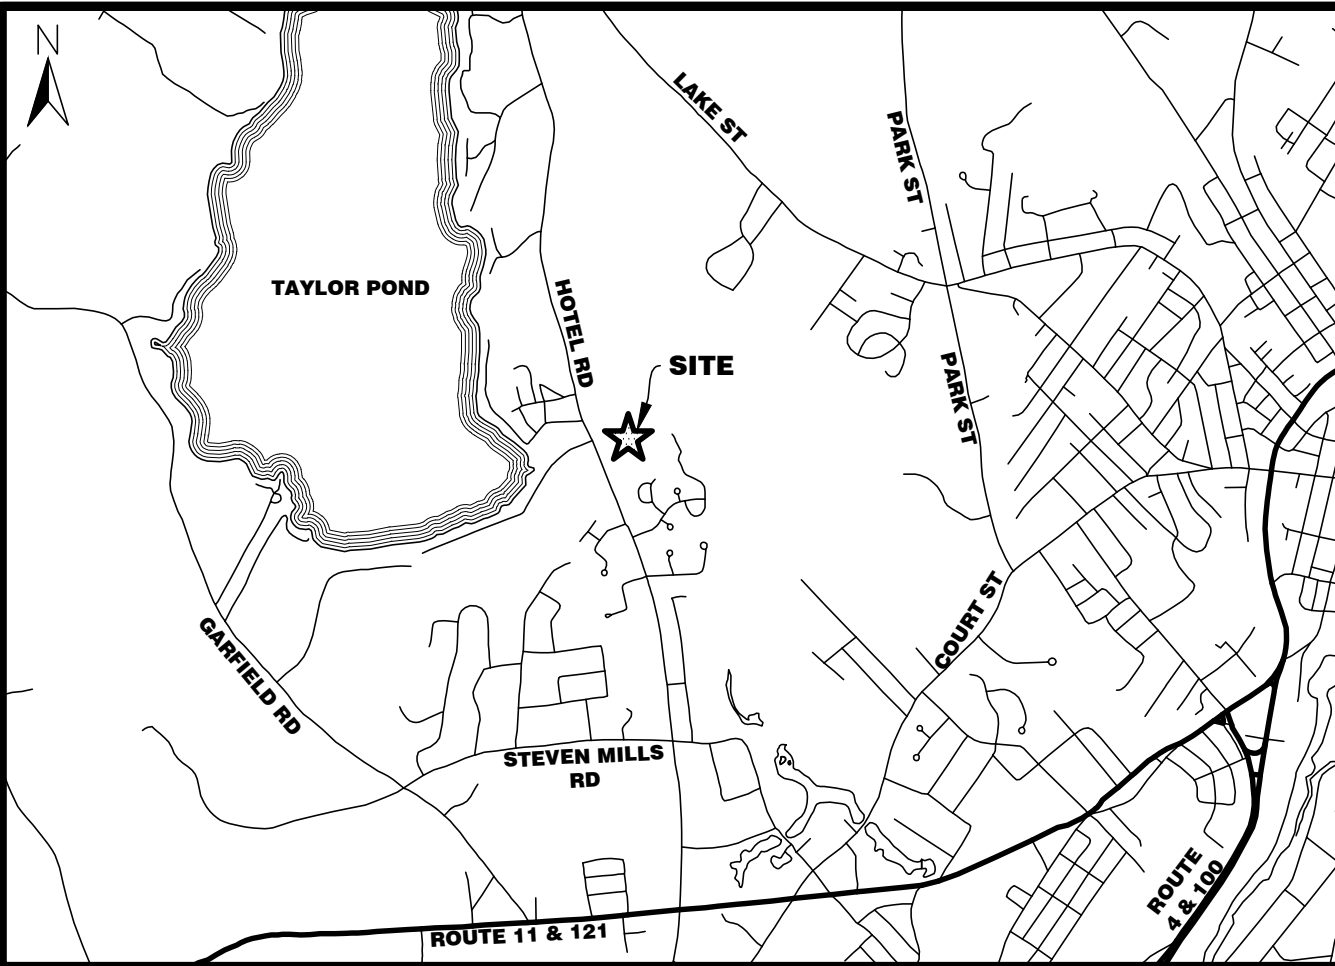 N
LAKE ST
PARK ST
TAYLOR POND
HOTEL RD
SITE
PARK ST
COURT ST
GARFIELD RD
STEVEN MILLS
RD
ROUTE
4 & 100
ROUTE 11 & 121